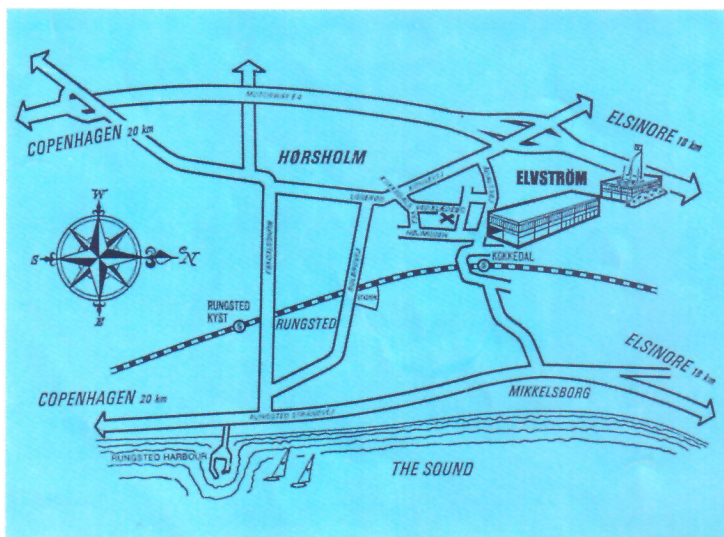 MOTORWAY E4
COPENHAGEN 20 km
ELSINORE 18 km
HØRSHOLM
ELVSTRÖM
W
S
N
E
KOKKEDAL
S
RUNGSTED
KYST
S
RUNGSTED
ELSINORE 18 km
COPENHAGEN 20 km
MIKKELSBORG
RUNGSTED STRANDVEJ
RUNGSTED HARBOUR
THE SOUND